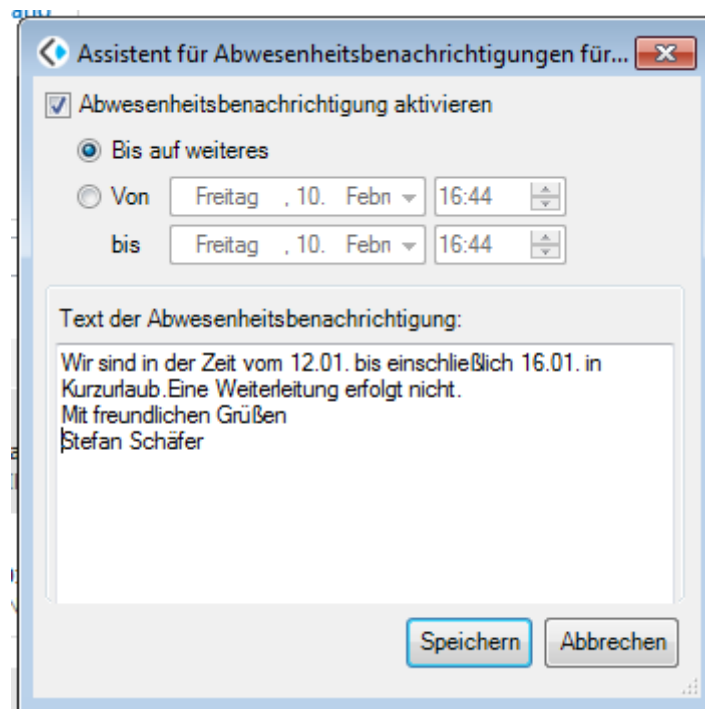 Assistent für Abwesenheitsbenachrichtigungen für...
Abwesenheitsbenachrichtigung aktivieren
Bis auf weiteres
Von Freitag , 10. Febr 16:44
bis Freitag , 10. Febr 16:44
Text der Abwesenheitsbenachrichtigung:
Wir sind in der Zeit vom 12.01. bis einschließlich 16.01. in
Kurzurlaub.Eine Weiterleitung erfolgt nicht.
Mit freundlichen Grüßen
Stefan Schäfer
Speichern Abbrechen